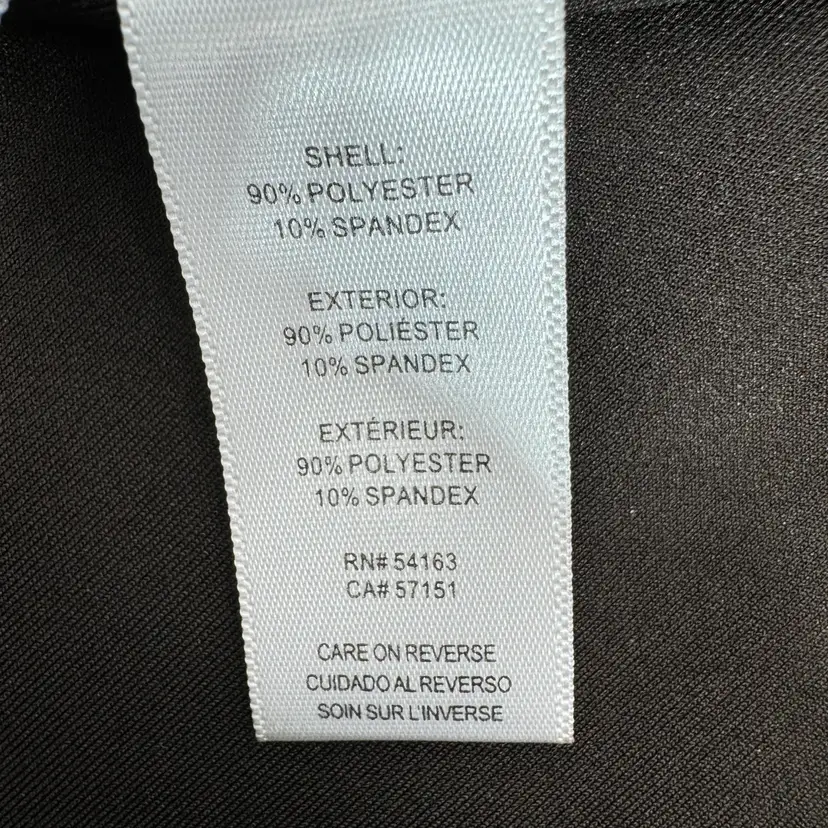 SHELL:
90% POLYESTER
10% SPANDEX
EXTERIOR:
90% POLIÉSTER
10% SPANDEX
EXTÉRIEUR:
90% POLYESTER
10% SPANDEX
RN# 54163
CA# 57151
CARE ON REVERSE
CUIDADO AL REVERSO
SOIN SUR L'INVERSE